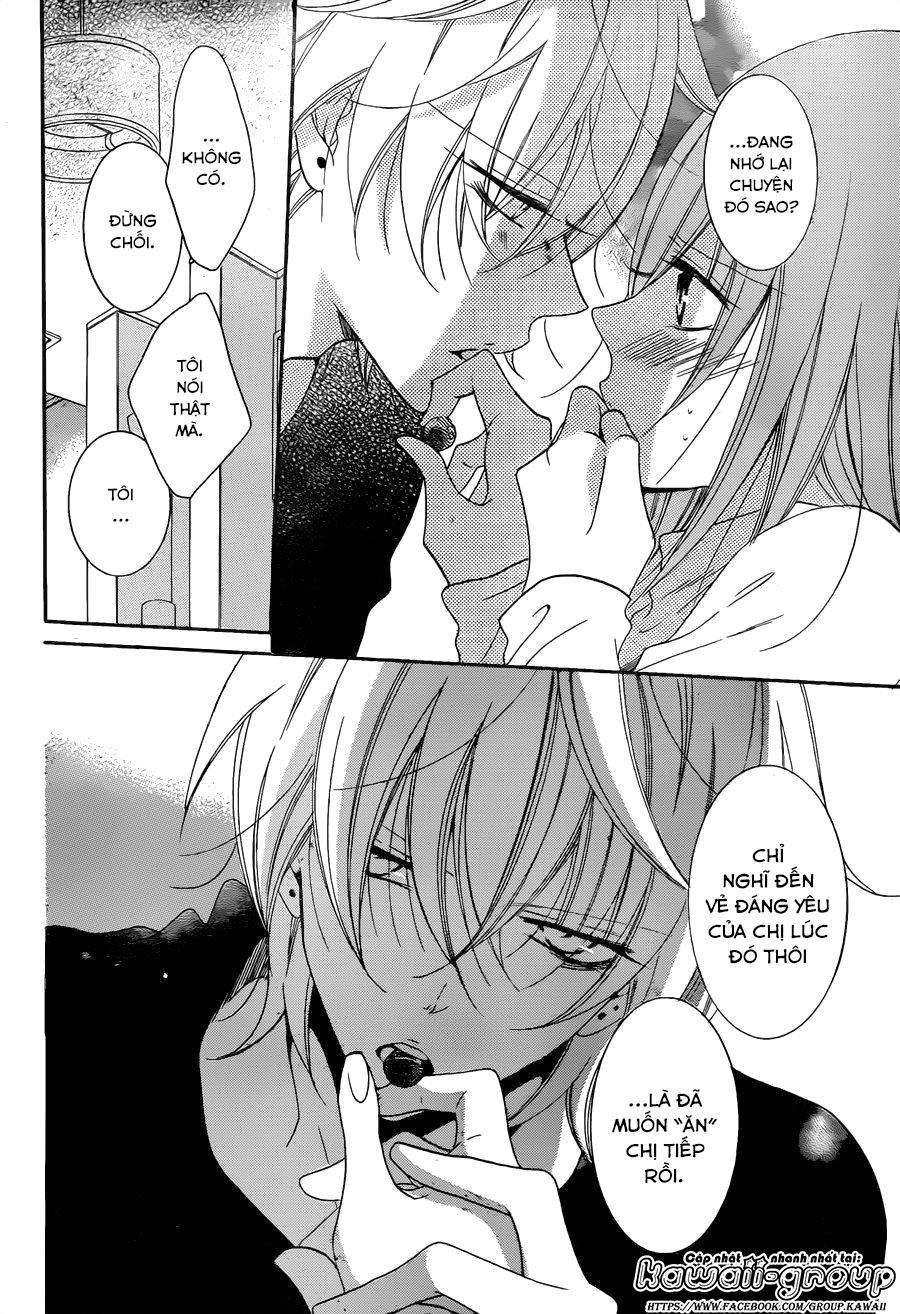 ...ĐANG
NHỚ LẠI
CHUYỆN
ĐÓ SAO?
...
KHÔNG
CÓ.
ĐỪNG
CHỐI.
TÔI
NÓI
THẬT
MÀ.
TÔI
...
CHỈ
NGHĨ ĐẾN
VẺ ĐÁNG YÊU
CỦA CHỊ LÚC
ĐÓ THÔI
...LÀ ĐÃ
MUỐN “ĂN”
CHỊ TIẾP
RỒI.
Cập nhật nhanh nhất tại:
kawaii-group
HTTPS://WWW.FACEBOOK.COM/GROUP.KAWAII